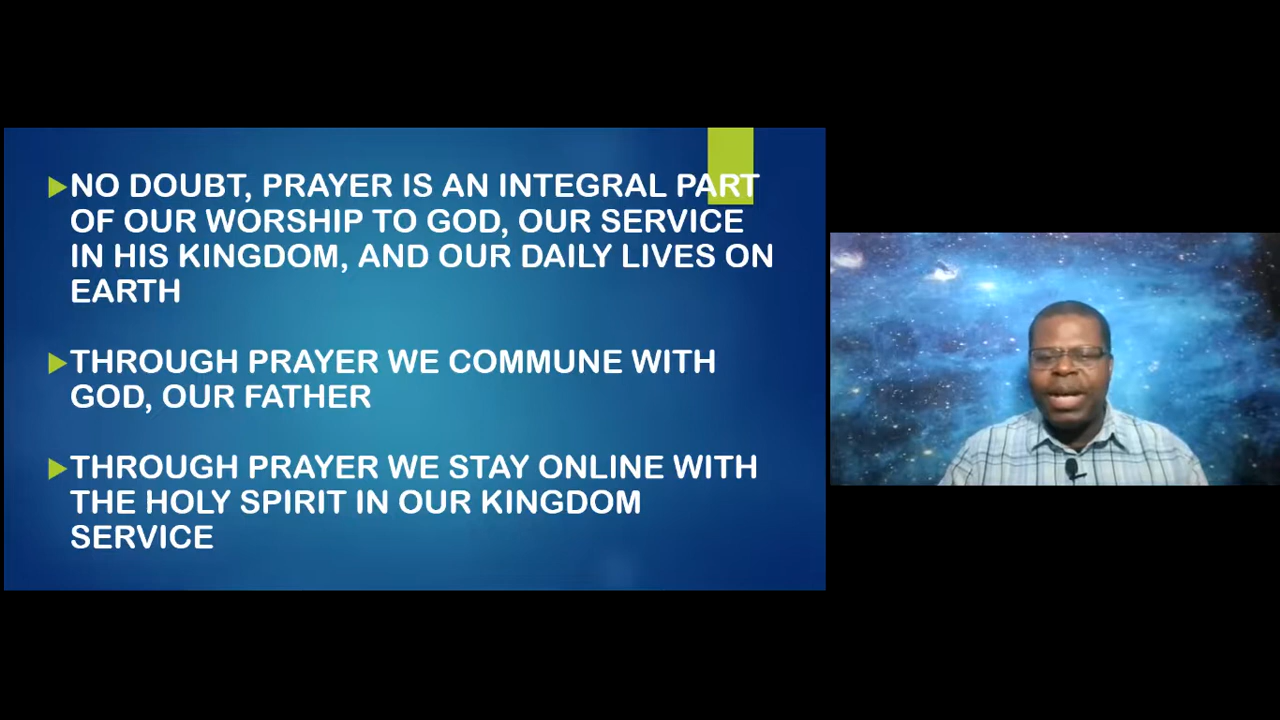 NO DOUBT, PRAYER IS AN INTEGRAL PART
OF OUR WORSHIP TO GOD, OUR SERVICE
IN HIS KINGDOM, AND OUR DAILY LIVES ON
EARTH
THROUGH PRAYER WE COMMUNE WITH
GOD, OUR FATHER
THROUGH PRAYER WE STAY ONLINE WITH
THE HOLY SPIRIT IN OUR KINGDOM
SERVICE